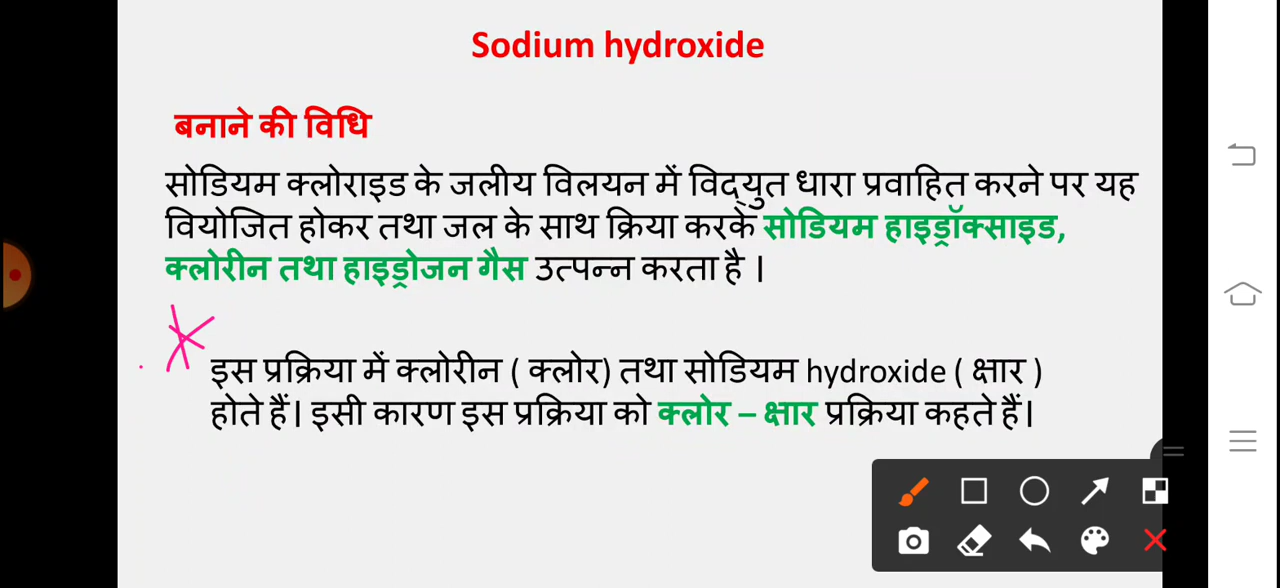 Sodium hydroxide
बनाने की विधि
सोडियम क्लोराइड के जलीय विलयन में विद्युत धारा प्रवाहित करने पर यह
वियोजित होकर तथा जल के साथ क्रिया करके सोडियम हाइड्रॉक्साइड,
क्लोरीन तथा हाइड्रोजन गैस उत्पन्न करता है ।
इस प्रक्रिया में क्लोरीन ( क्लोर) तथा सोडियम hydroxide ( क्षार )
होते हैं। इसी कारण इस प्रक्रिया को क्लोर – क्षार प्रक्रिया कहते हैं।